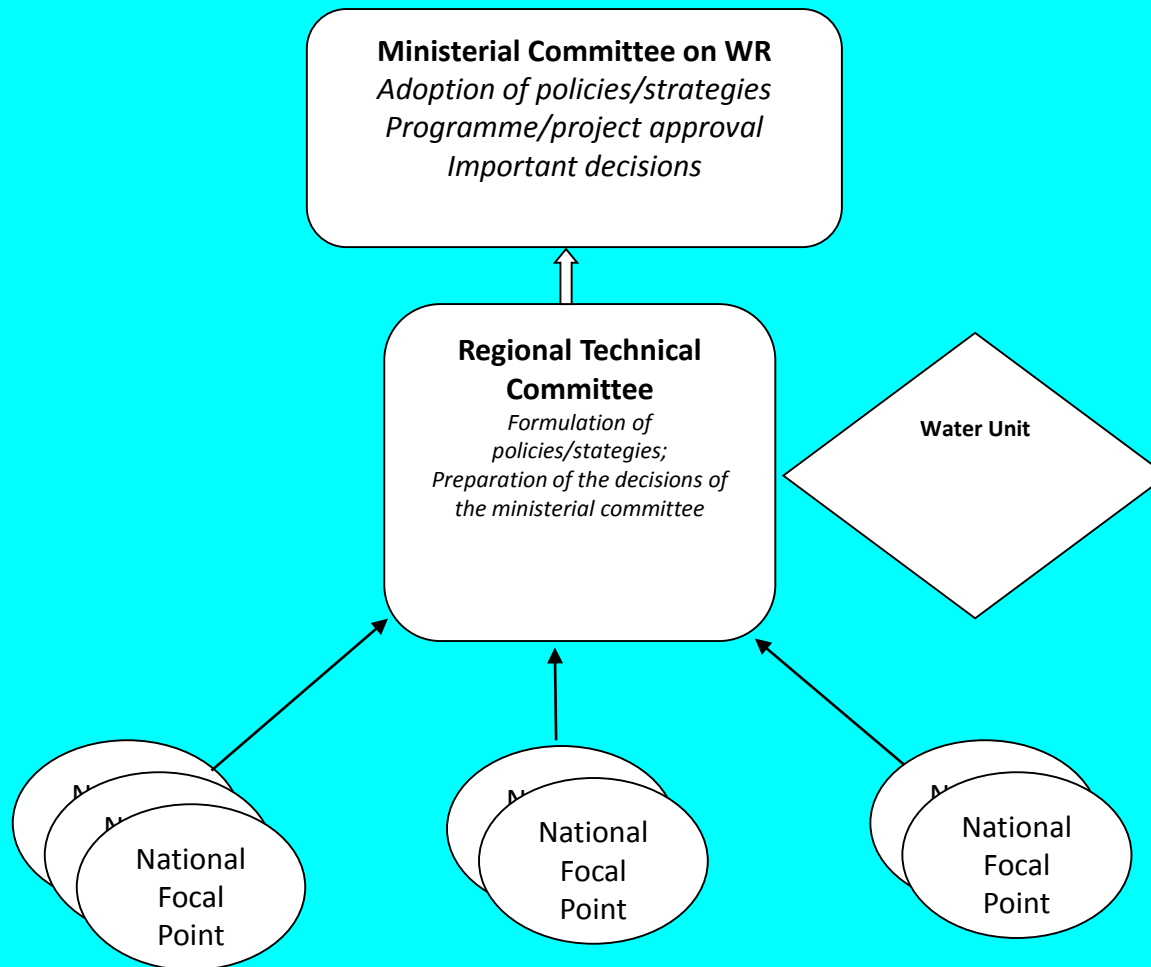 Ministerial Committee on WR
Adoption of policies/strategies
Programme/project approval
Important decisions
Regional Technical
Committee
Formulation of
policies/stategies;
Preparation of the decisions of
the ministerial committee
Water Unit
National
Focal
Point
National
Focal
Point
National
Focal
Point